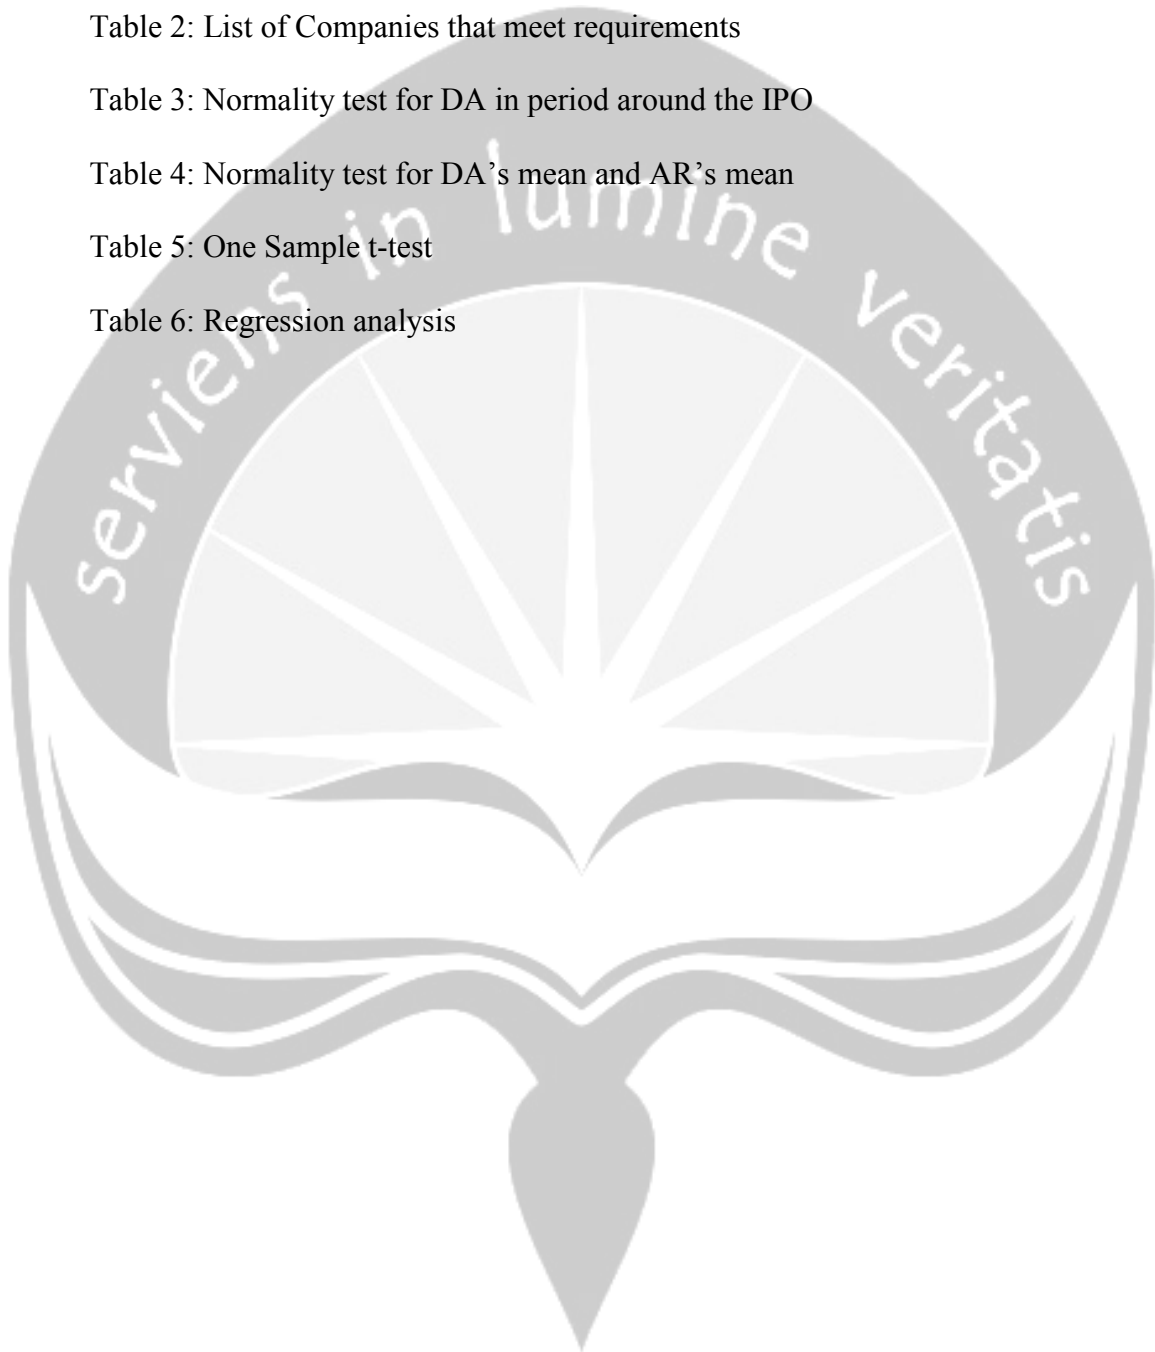 Table 2: List of Companies that meet requirements
Table 3: Normality test for DA in period around the IPO
Table 4: Normality test for DA’s mean and AR’s mean
Table 5: One Sample t-test
Table 6: Regression analysis
serviens in lumine veritatis